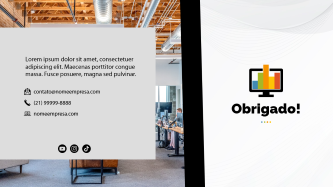 Lorem ipsum dolor sit amet, consectetuer
adipiscing elit. Maecenas porttitor congue
massa. Fusce posuere, magna sed pulvinar.
contato@nomeempresa.com
(21) 99999-8888
nomeempresa.com
Obrigado!